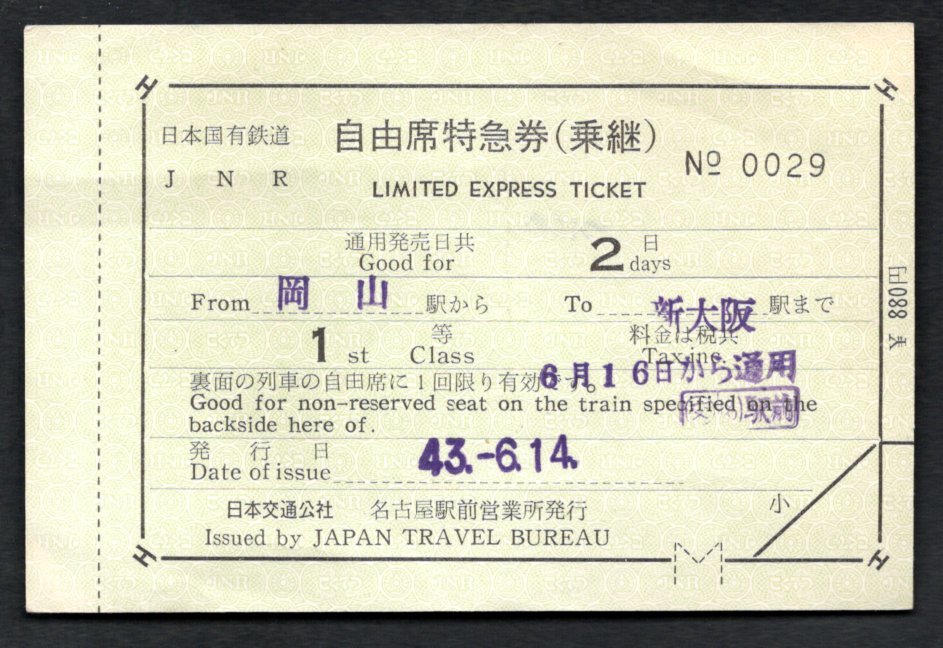 日本国有鉄道 自由席特急券(乗継)
J N R
LIMITED EXPRESS TICKET
Nº 0029
通用発売日共 2 日
Good for days
From 岡山 駅から To 新大阪 駅まで
1 等 料金は税共
st Class Tax inc.
6月16日から通用
裏面の列車の自由席に1回限り有効です。
Good for non-reserved seat on the train specified on the
backside here of.
駅前
発行日
Date of issue 43.-6.14.
日本交通公社 名古屋駅前営業所発行
Issued by JAPAN TRAVEL BUREAU
小